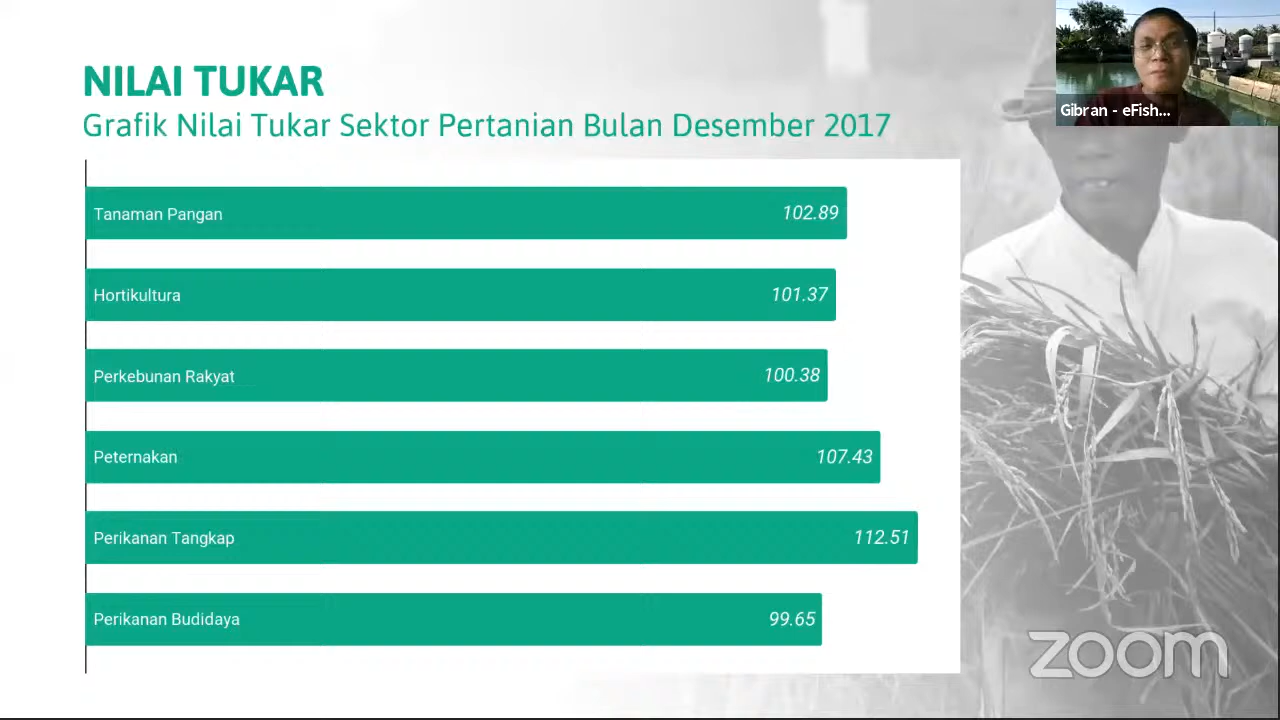 NILAI TUKAR
Grafik Nilai Tukar Sektor Pertanian Bulan Desember 2017
Gibran - eFish...
Tanaman Pangan 102.89
Hortikultura 101.37
Perkebunan Rakyat 100.38
Peternakan 107.43
Perikanan Tangkap 112.51
Perikanan Budidaya 99.65
zoom